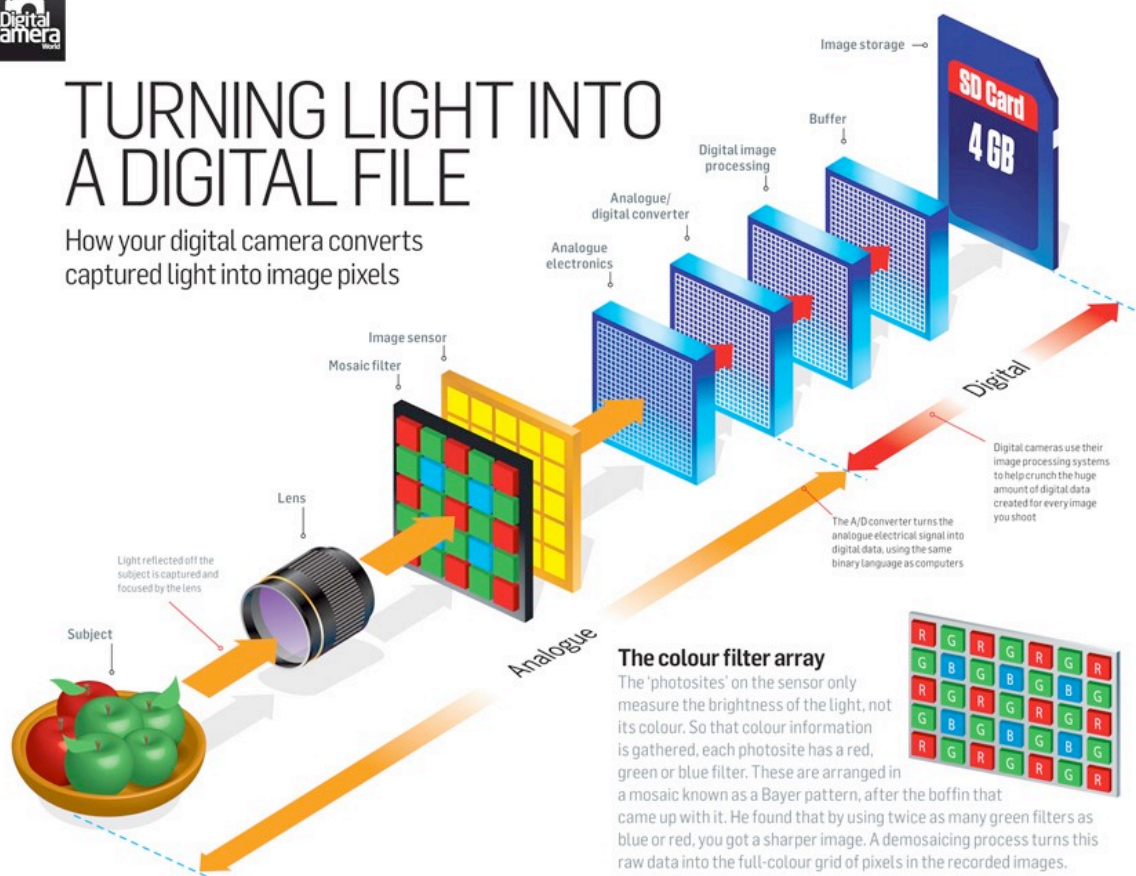 Digital
amera
World
TURNING LIGHT INTO
A DIGITAL FILE
How your digital camera converts
captured light into image pixels
Image storage
SD Card
4 GB
Buffer
Digital image
processing
Analogue/
digital converter
Analogue
electronics
Image sensor
Mosaic filter
Lens
Light reflected off the
subject is captured and
focused by the lens
Subject
Analogue
Digital
Digital cameras use their
image processing systems
to help crunch the huge
amount of digital data
created for every image
you shoot
The A/D converter turns the
analogue electrical signal into
digital data, using the same
binary language as computers
The colour filter array
The ‘photosites’ on the sensor only
measure the brightness of the light, not
its colour. So that colour information
is gathered, each photosite has a red,
green or blue filter. These are arranged in
a mosaic known as a Bayer pattern, after the boffin that
came up with it. He found that by using twice as many green filters as
blue or red, you got a sharper image. A demosaicing process turns this
raw data into the full-colour grid of pixels in the recorded images.
R G R G R G R
G B G B G B G
R G R G R G R
G B G B G B G
R G R G R G R